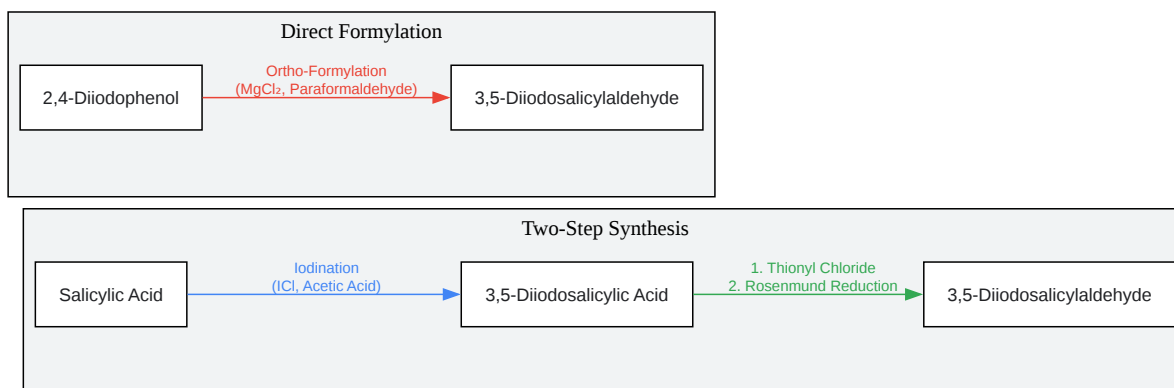 Direct Formylation
2,4-Diiodophenol
Ortho-Formylation
(MgCl₂, Paraformaldehyde)
3,5-Diiodosalicylaldehyde
Two-Step Synthesis
Salicylic Acid
Iodination
(ICl, Acetic Acid)
3,5-Diiodosalicylic Acid
1. Thionyl Chloride
2. Rosenmund Reduction
3,5-Diiodosalicylaldehyde